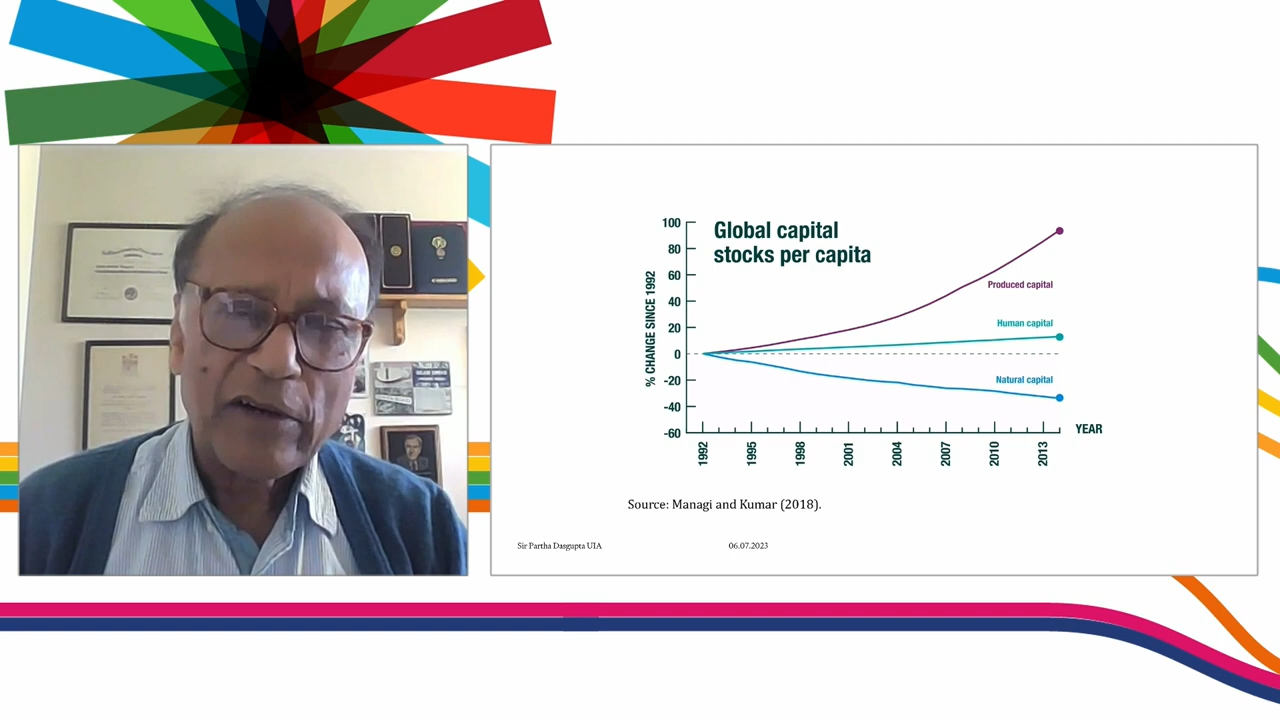 Global capital
stocks per capita
% CHANGE SINCE 1992
100
80
60
40
20
0
-20
-40
-60
Produced capital
Human capital
Natural capital
1992
1995
1998
2001
2004
2007
2010
2013
YEAR
Source: Managi and Kumar (2018).
Sir Partha Dasgupta UIA
06.07.2023